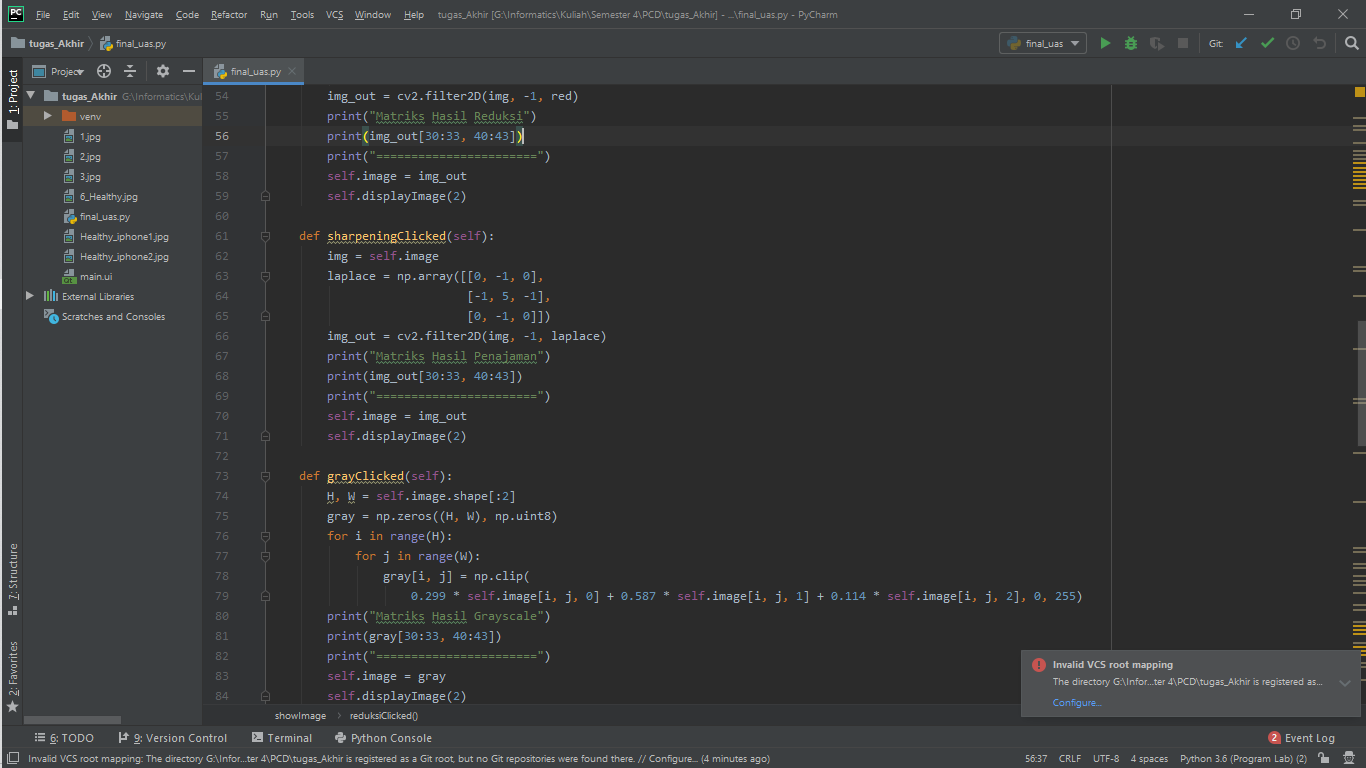 File Edit View Navigate Code Refactor Run Tools VCS Window Help tugas_Akhir [G:\Informatics\Kuliah\Semester 4\PCD\tugas_Akhir] - ...\final_uas.py - PyCharm
tugas_Akhir final_uas.py final_uas Git:
1: Project
Project
final_uas.py
tugas_Akhir G:\Informatics\Kul
venv
1.jpg
2.jpg
3.jpg
6_Healthy.jpg
final_uas.py
Healthy_iphone1.jpg
Healthy_iphone2.jpg
main.ui
External Libraries
Scratches and Consoles
7: Structure
2: Favorites
54 img_out = cv2.filter2D(img, -1, red)
55 print("Matriks Hasil Reduksi")
56 print(img_out[30:33, 40:43])
57 print("=======================")
58 self.image = img_out
59 self.displayImage(2)
60
61 def sharpeningClicked(self):
62 img = self.image
63 laplace = np.array([[0, -1, 0],
64 [-1, 5, -1],
65 [0, -1, 0]])
66 img_out = cv2.filter2D(img, -1, laplace)
67 print("Matriks Hasil Penajaman")
68 print(img_out[30:33, 40:43])
69 print("=======================")
70 self.image = img_out
71 self.displayImage(2)
72
73 def grayClicked(self):
74 H, W = self.image.shape[:2]
75 gray = np.zeros((H, W), np.uint8)
76 for i in range(H):
77 for j in range(W):
78 gray[i, j] = np.clip(
79 0.299 * self.image[i, j, 0] + 0.587 * self.image[i, j, 1] + 0.114 * self.image[i, j, 2], 0, 255)
80 print("Matriks Hasil Grayscale")
81 print(gray[30:33, 40:43])
82 print("=======================")
83 self.image = gray
84 self.displayImage(2)
Invalid VCS root mapping
The directory G:\Infor...ter 4\PCD\tugas_Akhir is registered as...
Configure...
showImage reduksiClicked()
6: TODO 9: Version Control Terminal Python Console 2 Event Log
Invalid VCS root mapping: The directory G:\Infor...ter 4\PCD\tugas_Akhir is registered as a Git root, but no Git repositories were found there. // Configure... (4 minutes ago) 56:37 CRLF UTF-8 4 spaces Python 3.6 (Program Lab) (2)